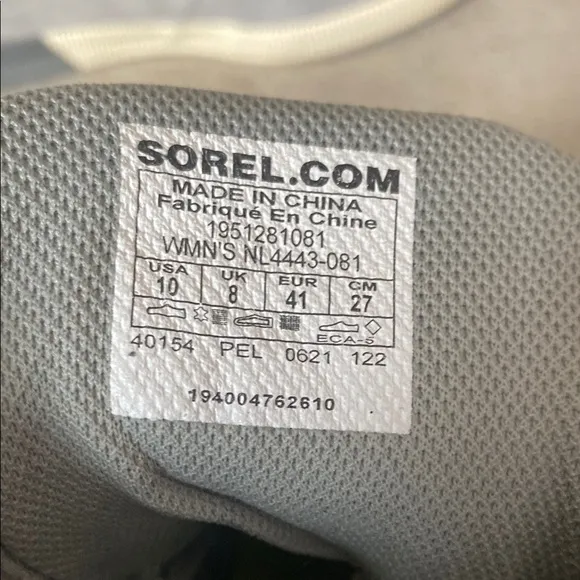 SOREL.COM
MADE IN CHINA
Fabriqué En Chine
1951281081
WMN'S NL4443-081
USA UK EUR CM
10 8 41 27
ECA-5
40154 PEL 0621 122
194004762610